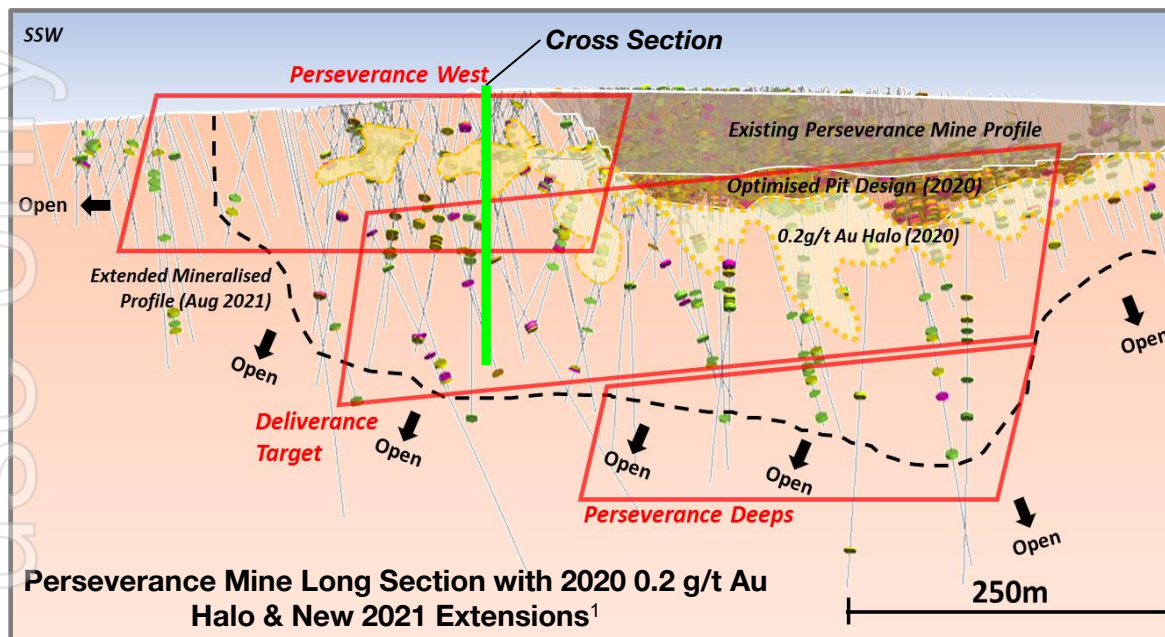 SSW
Cross Section
Perseverance West
Existing Perseverance Mine Profile
Optimised Pit Design (2020)
Open
0.2g/t Au Halo (2020)
Extended Mineralised
Profile (Aug 2021)
Open
Open
Deliverance
Target
Open
Open
Open
Perseverance Deeps
Open
Perseverance Mine Long Section with 2020 0.2 g/t Au
Halo & New 2021 Extensions¹
250m